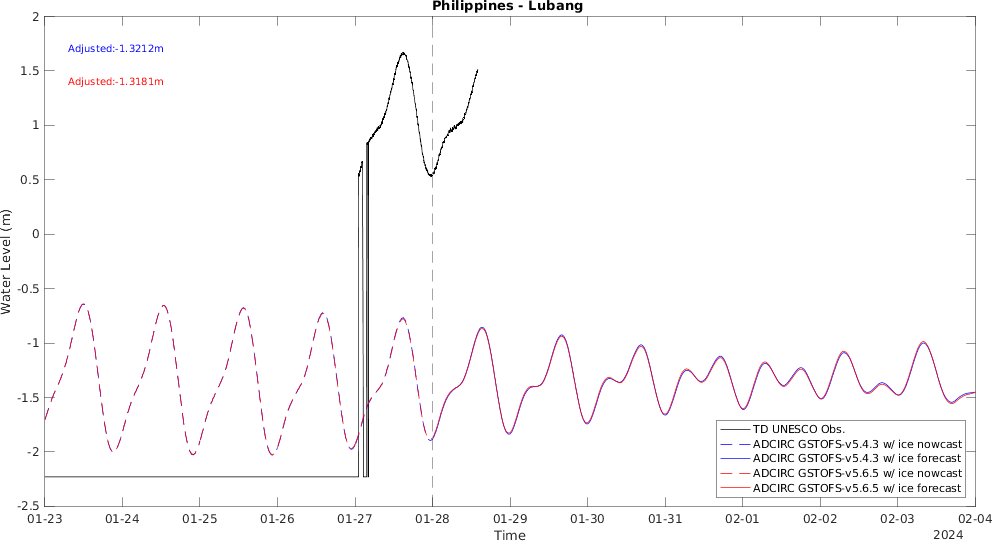 Philippines - Lubang
Adjusted:-1.3212m
Adjusted:-1.3181m
Water Level (m)
2
1.5
1
0.5
0
-0.5
-1
-1.5
-2
-2.5
TD UNESCO Obs.
ADCIRC GSTOFS-v5.4.3 w/ ice nowcast
ADCIRC GSTOFS-v5.4.3 w/ ice forecast
ADCIRC GSTOFS-v5.6.5 w/ ice nowcast
ADCIRC GSTOFS-v5.6.5 w/ ice forecast
01-23 01-24 01-25 01-26 01-27 01-28 01-29 01-30 01-31 02-01 02-02 02-03 02-04
Time
2024